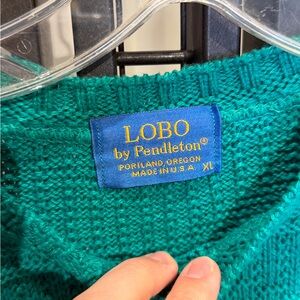 LOBO
by Pendleton®
PORTLAND, OREGON
MADE IN U.S.A. XL